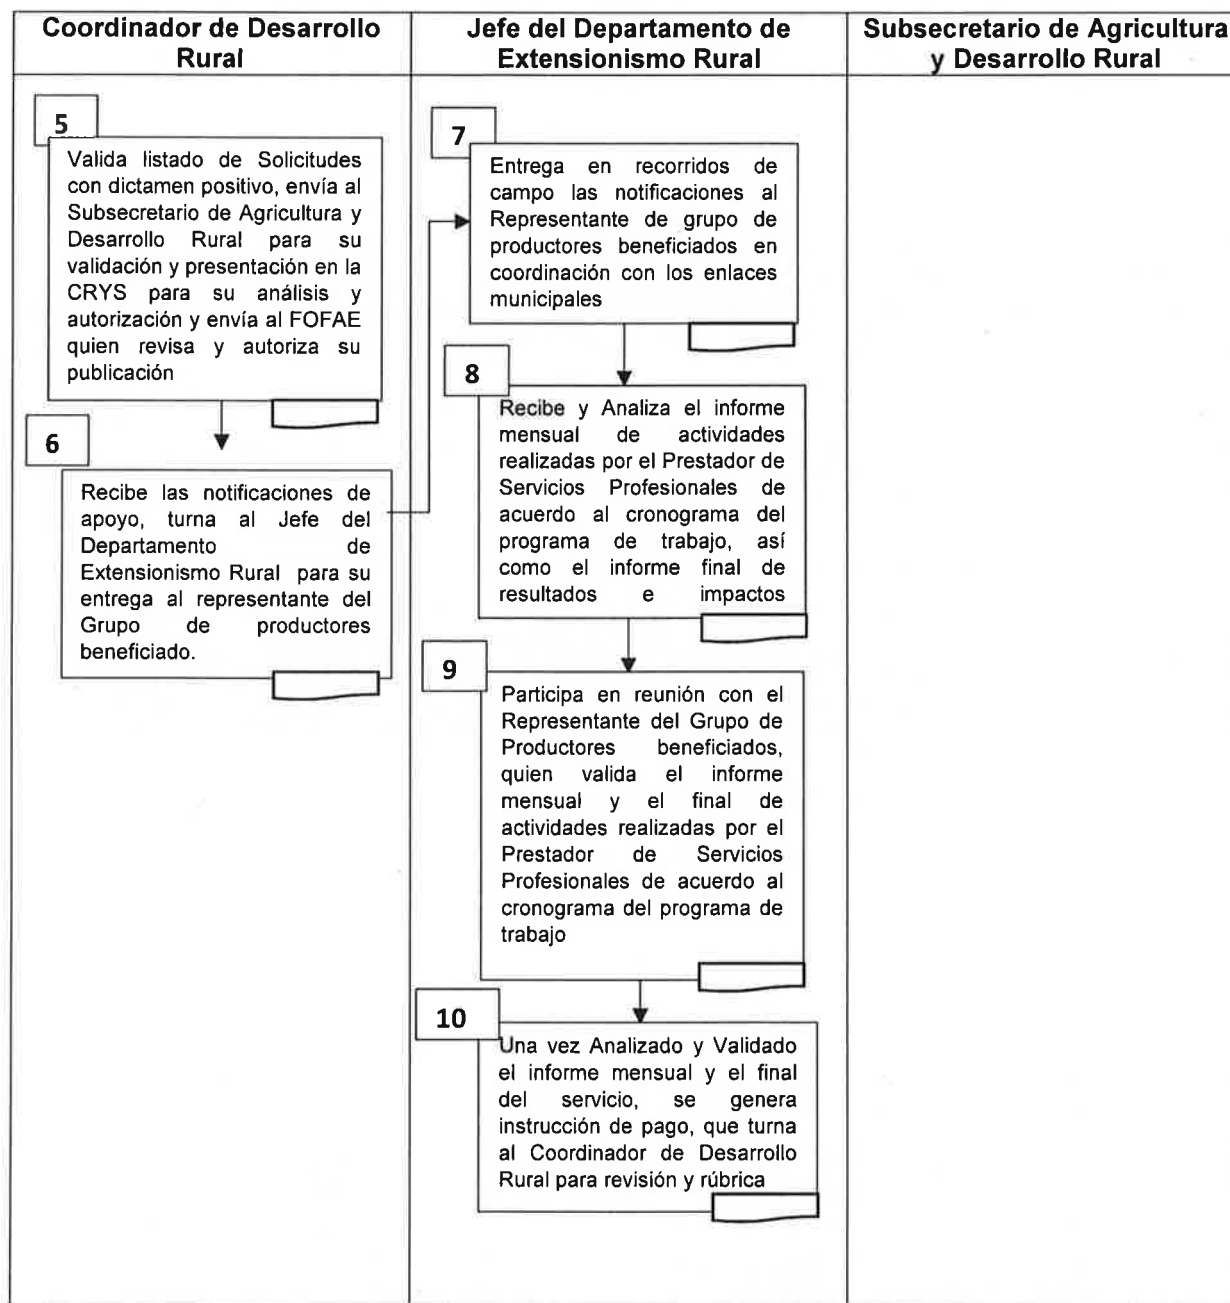 Coordinador de Desarrollo
Rural
Jefe del Departamento de
Extensionismo Rural
Subsecretario de Agricultura
y Desarrollo Rural
5
Valida listado de Solicitudes
con dictamen positivo, envía al
Subsecretario de Agricultura y
Desarrollo Rural para su
validación y presentación en la
CRYS para su análisis y
autorización y envía al FOFAE
quien revisa y autoriza su
publicación
6
Recibe las notificaciones de
apoyo, turna al Jefe del
Departamento de
Extensionismo Rural para su
entrega al representante del
Grupo de productores
beneficiado.
7
Entrega en recorridos de
campo las notificaciones al
Representante de grupo de
productores beneficiados en
coordinación con los enlaces
municipales
8
Recibe y Analiza el informe
mensual de actividades
realizadas por el Prestador de
Servicios Profesionales de
acuerdo al cronograma del
programa de trabajo, así
como el informe final de
resultados e impactos
9
Participa en reunión con el
Representante del Grupo de
Productores beneficiados,
quien valida el informe
mensual y el final de
actividades realizadas por el
Prestador de Servicios
Profesionales de acuerdo al
cronograma del programa de
trabajo
10
Una vez Analizado y Validado
el informe mensual y el final
del servicio, se genera
instrucción de pago, que turna
al Coordinador de Desarrollo
Rural para revisión y rúbrica